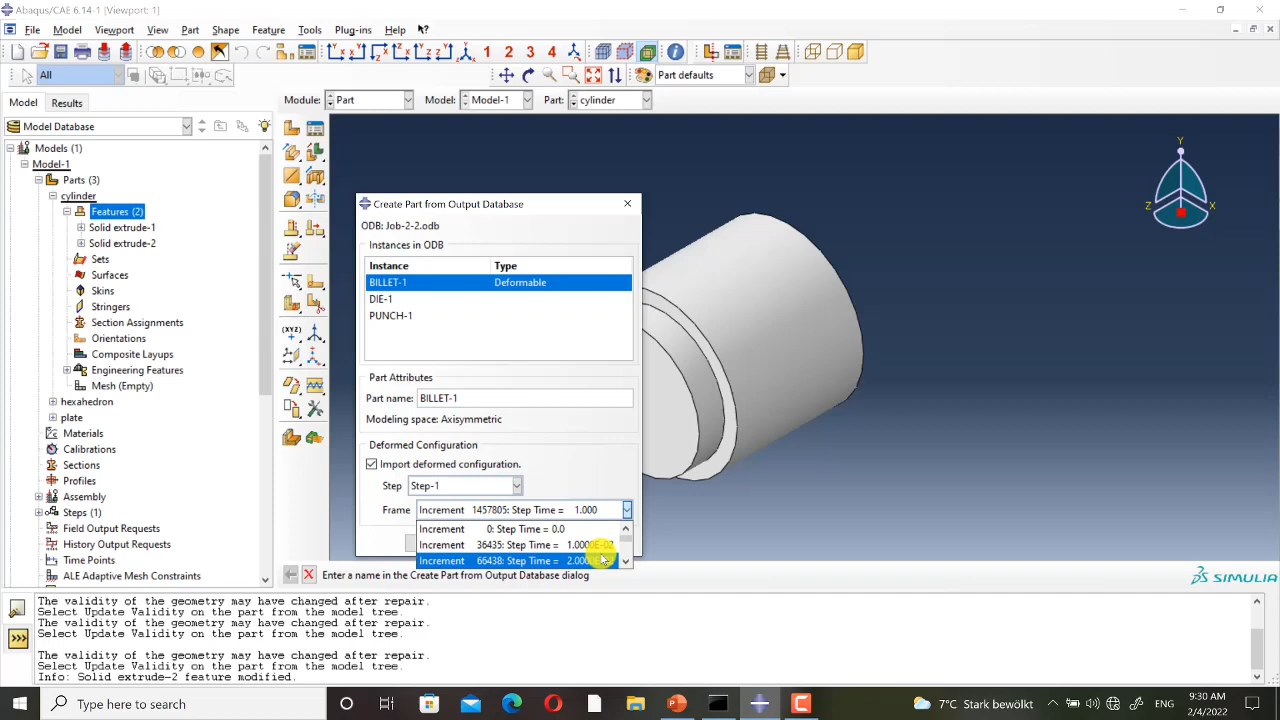 Abaqus/CAE 6.14-1 [Viewport: 1]
File Model Viewport View Part Shape Feature Tools Plug-ins Help
1 2 3 4
All
Part defaults
Model Results
Module: Part Model: Model-1 Part: cylinder
Model Database
Models (1)
Model-1
Parts (3)
cylinder
Features (2)
Solid extrude-1
Solid extrude-2
Sets
Surfaces
Skins
Stringers
Section Assignments
Orientations
Composite Layups
Engineering Features
Mesh (Empty)
hexahedron
plate
Materials
Calibrations
Sections
Profiles
Assembly
Steps (1)
Field Output Requests
History Output Requests
Time Points
ALE Adaptive Mesh Constraints
(XYZ)
Y
Z X
Create Part from Output Database
ODB: Job-2-2.odb
Instances in ODB
Instance Type
BILLET-1 Deformable
DIE-1
PUNCH-1
Part Attributes
Part name: BILLET-1
Modeling space: Axisymmetric
Deformed Configuration
Import deformed configuration.
Step Step-1
Frame Increment 1457805: Step Time = 1.000
Increment 0: Step Time = 0.0
Increment 36435: Step Time = 1.0000E-02
Increment 66438: Step Time =
Enter a name in the Create Part from Output Database dialog
SIMULIA
The validity of the geometry may have changed after repair.
Select Update Validity on the part from the model tree.
The validity of the geometry may have changed after repair.
Select Update Validity on the part from the model tree.
The validity of the geometry may have changed after repair.
Select Update Validity on the part from the model tree.
Info: Solid extrude-2 feature modified.
>>>
Type here to search
7°C Stark bewölkt
ENG
9:30 AM
2/4/2022